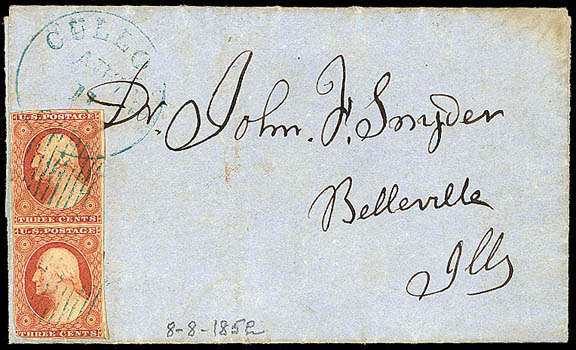 U.S. POSTAGE
THREE CENTS
U.S. POSTAGE
THREE CENTS
Dr. John. F. Snyder
Belleville
Ills
8-8-1852